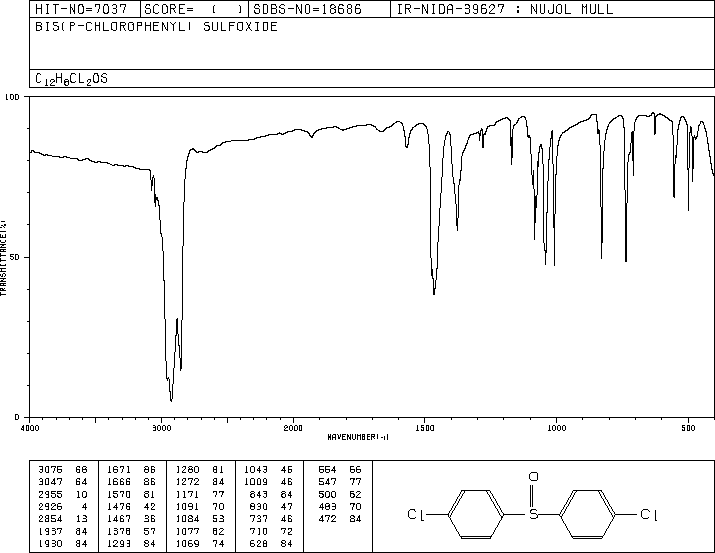 HIT-NO=7037 SCORE= ( ) SDBS-NO=18686 IR-NIDA-39627 : NUJOL MULL
BIS(P-CHLOROPHENYL) SULFOXIDE
C12H8CL2OS
100
50
0
TRANSMITTANCE(%)
4000 3000 2000 1500 1000 500
WAVENUMBER(-1)
3075 68 1671 86 1280 81 1043 46 554 66
3047 64 1666 86 1272 84 1009 46 547 77
2955 10 1570 81 1171 77 843 84 500 62
2926 4 1476 42 1091 70 830 47 483 70
2854 13 1467 36 1084 53 737 46 472 84
1937 84 1378 57 1077 62 710 72
1930 84 1293 84 1069 74 628 84
O
Cl S Cl